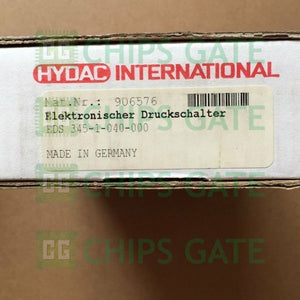 CHIPS GATE
HYDAC INTERNATIONAL
Mat.Nr.: 906576
Elektronischer Druckschalter
EDS 345-1-040-000
MADE IN GERMANY
CHIPS GATE
CG CHIPS GATE